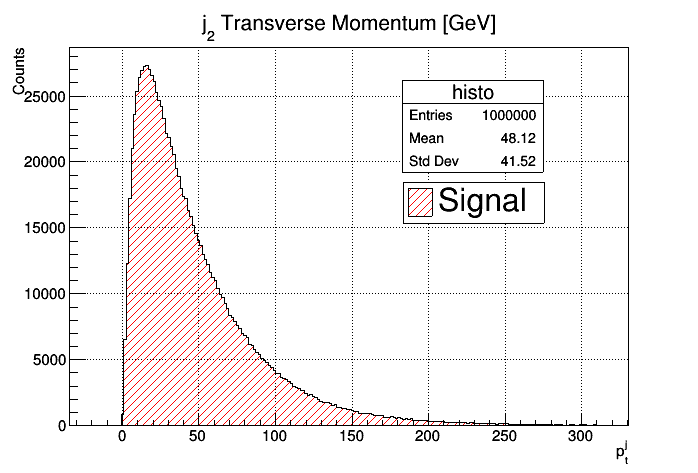 j2 Transverse Momentum [GeV]
Counts
histo
Entries 1000000
Mean 48.12
Std Dev 41.52
Signal
25000
20000
15000
10000
5000
0
0 50 100 150 200 250 300
p_t^j